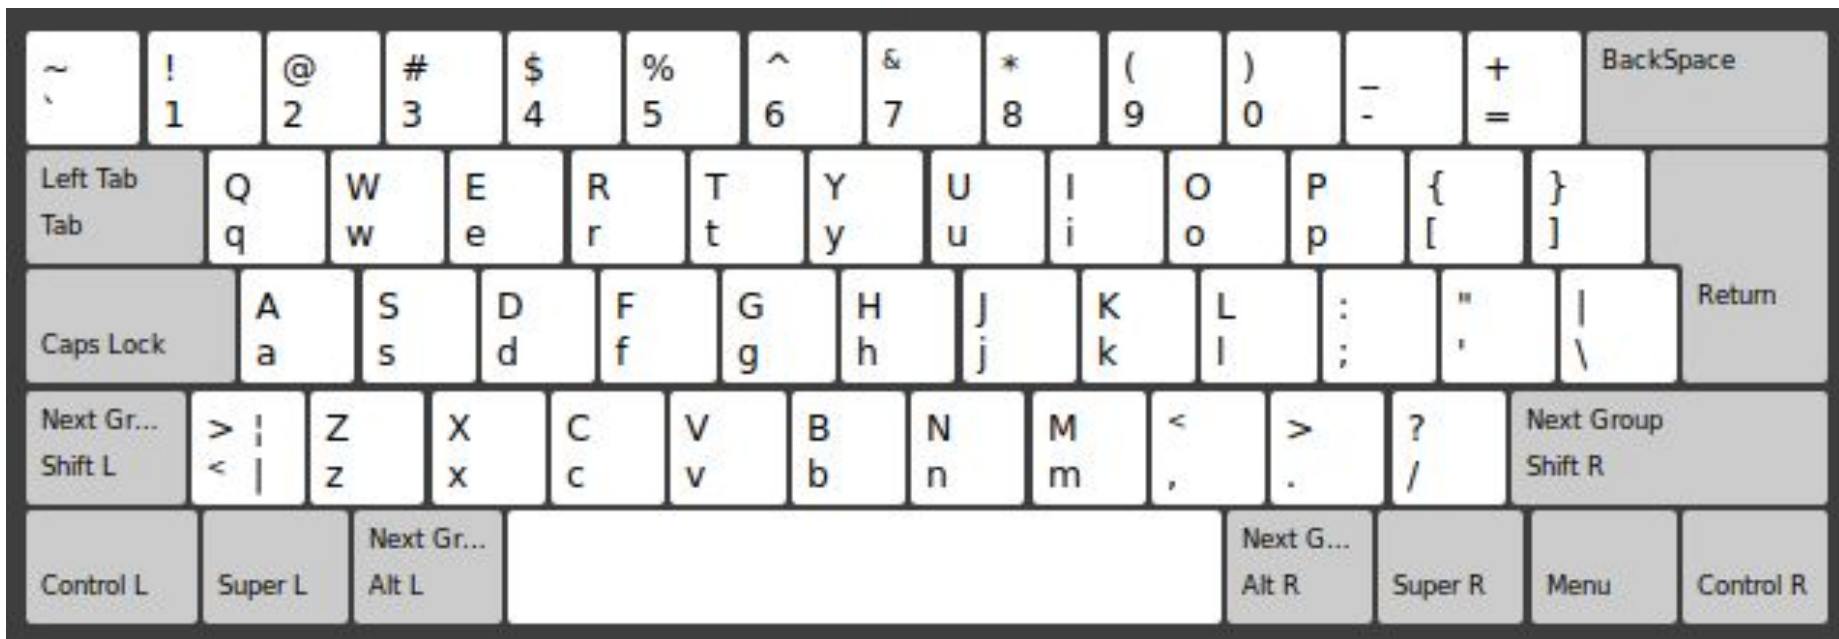 ~ ! @ # $ % ^ & * ( ) _ + BackSpace
` 1 2 3 4 5 6 7 8 9 0 - =
Left Tab Q W E R T Y U I O P { }
Tab q w e r t y u i o p [ ]
A S D F G H J K L : " | Return
Caps Lock a s d f g h j k l ; ' \
Next Gr... > ¦ Z X C V B N M < > ? Next Group
Shift L < | z x c v b n m , . / Shift R
Next Gr... Next G...
Control L Super L Alt L Alt R Super R Menu Control R